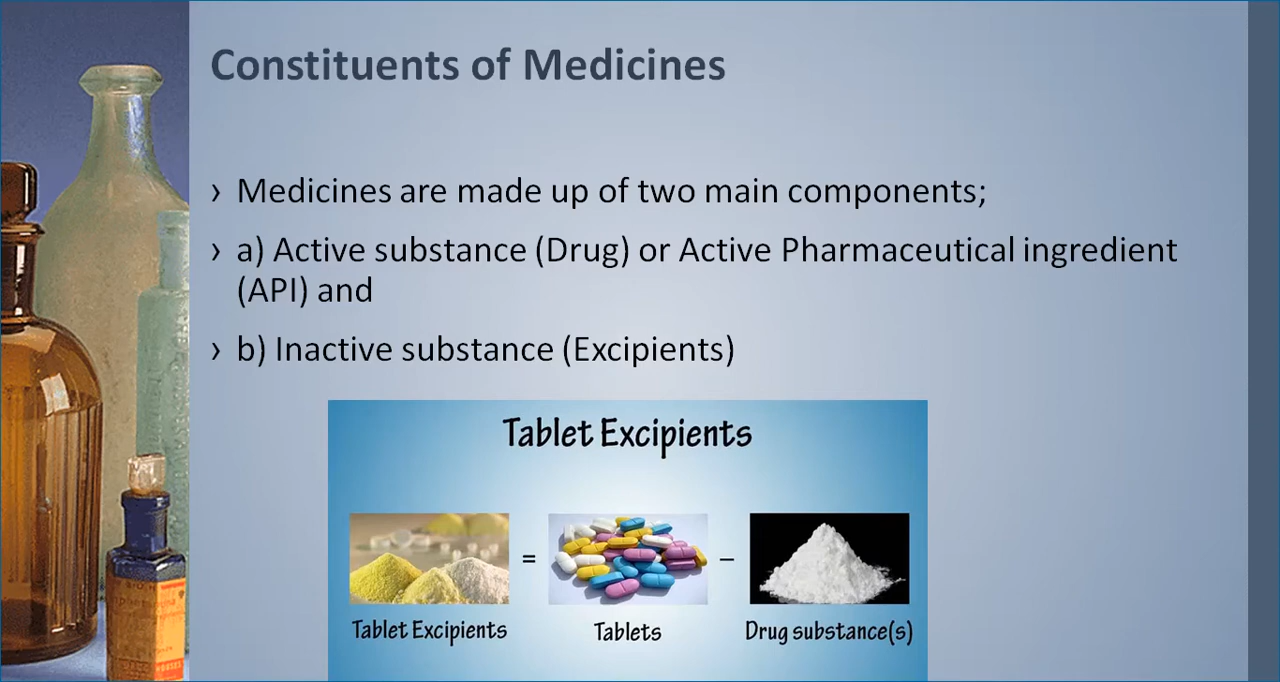 Constituents of Medicines
› Medicines are made up of two main components;
› a) Active substance (Drug) or Active Pharmaceutical ingredient
(API) and
› b) Inactive substance (Excipients)
Tablet Excipients
= –
Tablet Excipients Tablets Drug substance(s)